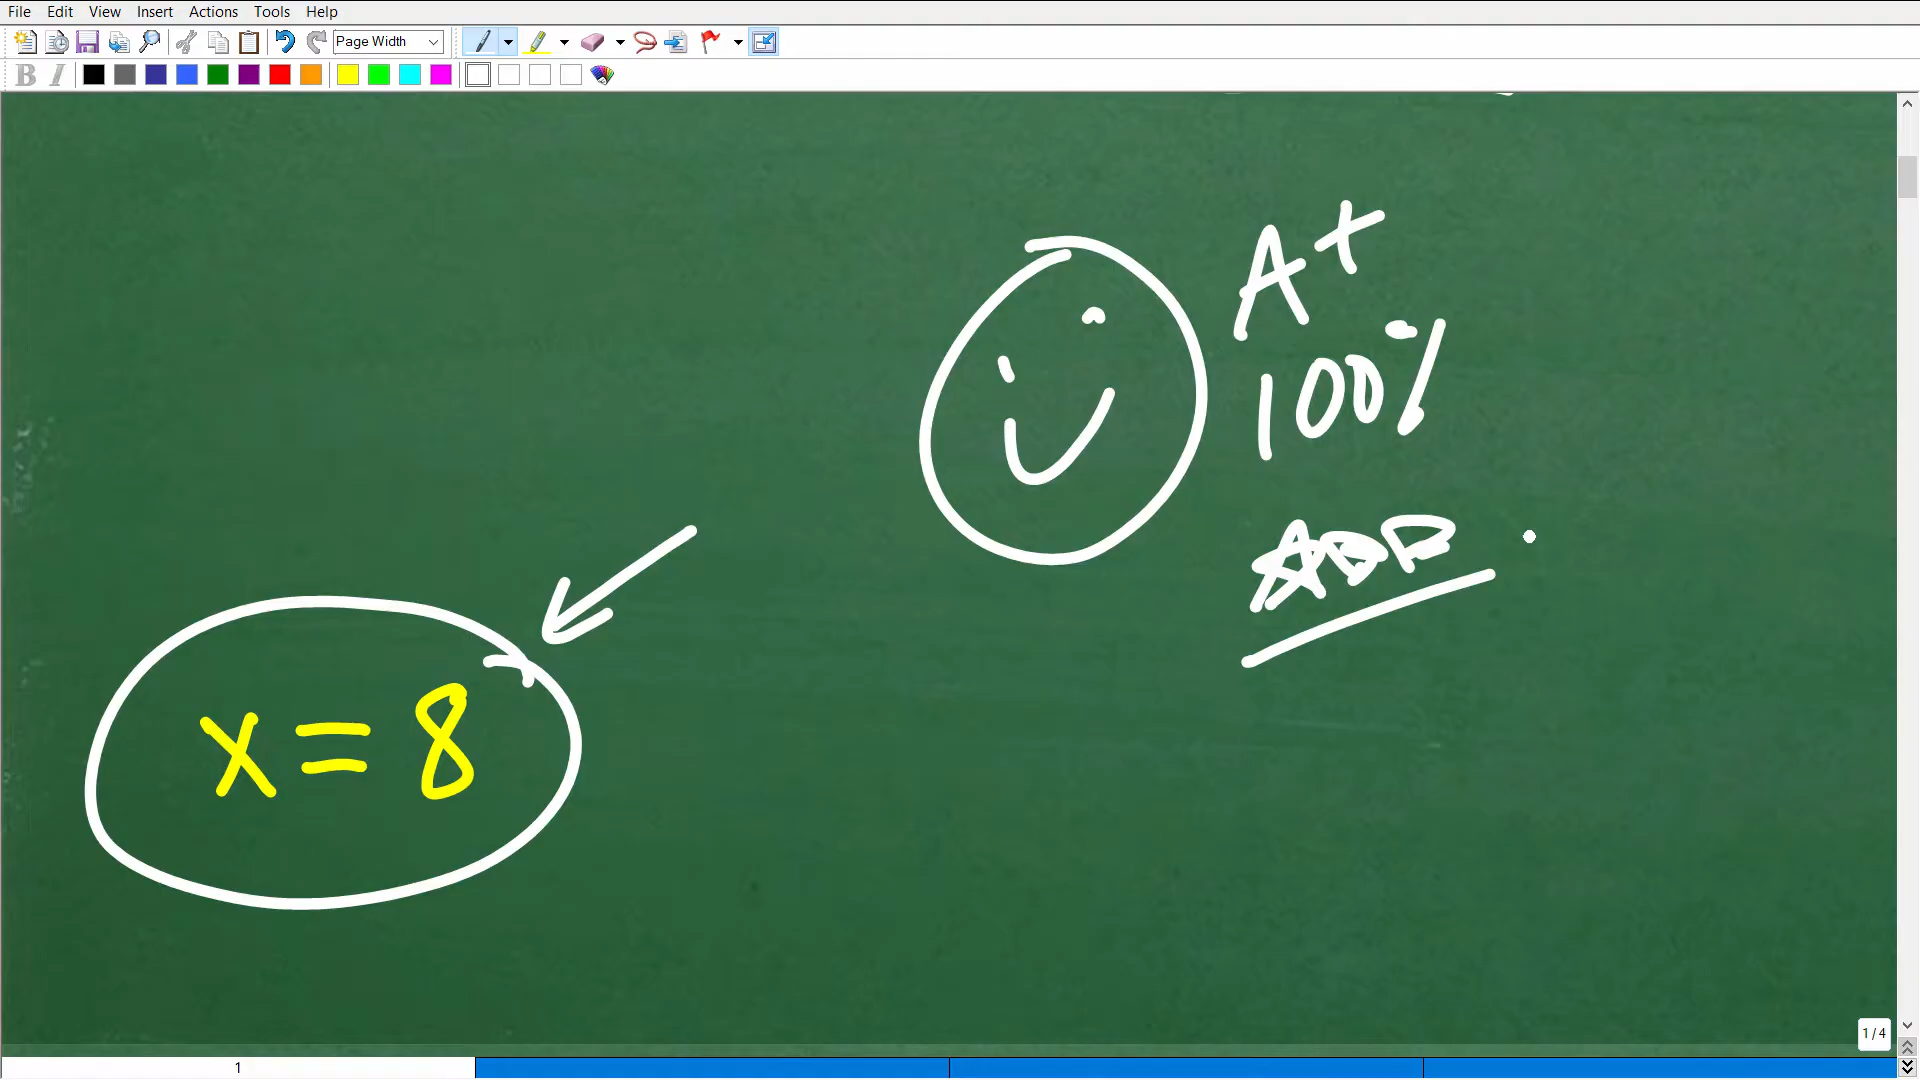 File Edit View Insert Actions Tools Help
Page Width
B I
A+
100%
x = 8
1 / 4
1